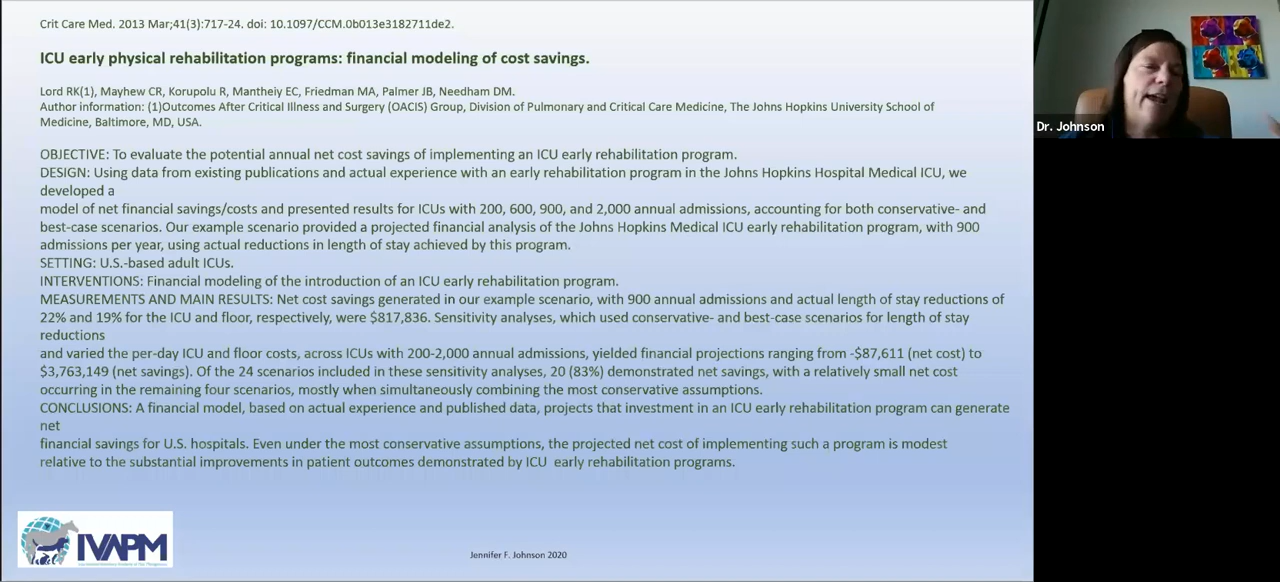 Crit Care Med. 2013 Mar;41(3):717-24. doi: 10.1097/CCM.0b013e3182711de2.
ICU early physical rehabilitation programs: financial modeling of cost savings.
Lord RK(1), Mayhew CR, Korupolu R, Mantheiy EC, Friedman MA, Palmer JB, Needham DM.
Author information: (1)Outcomes After Critical Illness and Surgery (OACIS) Group, Division of Pulmonary and Critical Care Medicine, The Johns Hopkins University School of
Medicine, Baltimore, MD, USA.
OBJECTIVE: To evaluate the potential annual net cost savings of implementing an ICU early rehabilitation program.
DESIGN: Using data from existing publications and actual experience with an early rehabilitation program in the Johns Hopkins Hospital Medical ICU, we
developed a
model of net financial savings/costs and presented results for ICUs with 200, 600, 900, and 2,000 annual admissions, accounting for both conservative- and
best-case scenarios. Our example scenario provided a projected financial analysis of the Johns Hopkins Medical ICU early rehabilitation program, with 900
admissions per year, using actual reductions in length of stay achieved by this program.
SETTING: U.S.-based adult ICUs.
INTERVENTIONS: Financial modeling of the introduction of an ICU early rehabilitation program.
MEASUREMENTS AND MAIN RESULTS: Net cost savings generated in our example scenario, with 900 annual admissions and actual length of stay reductions of
22% and 19% for the ICU and floor, respectively, were $817,836. Sensitivity analyses, which used conservative- and best-case scenarios for length of stay
reductions
and varied the per-day ICU and floor costs, across ICUs with 200-2,000 annual admissions, yielded financial projections ranging from -$87,611 (net cost) to
$3,763,149 (net savings). Of the 24 scenarios included in these sensitivity analyses, 20 (83%) demonstrated net savings, with a relatively small net cost
occurring in the remaining four scenarios, mostly when simultaneously combining the most conservative assumptions.
CONCLUSIONS: A financial model, based on actual experience and published data, projects that investment in an ICU early rehabilitation program can generate
net
financial savings for U.S. hospitals. Even under the most conservative assumptions, the projected net cost of implementing such a program is modest
relative to the substantial improvements in patient outcomes demonstrated by ICU early rehabilitation programs.
IVAPM
Jennifer F. Johnson 2020
Dr. Johnson